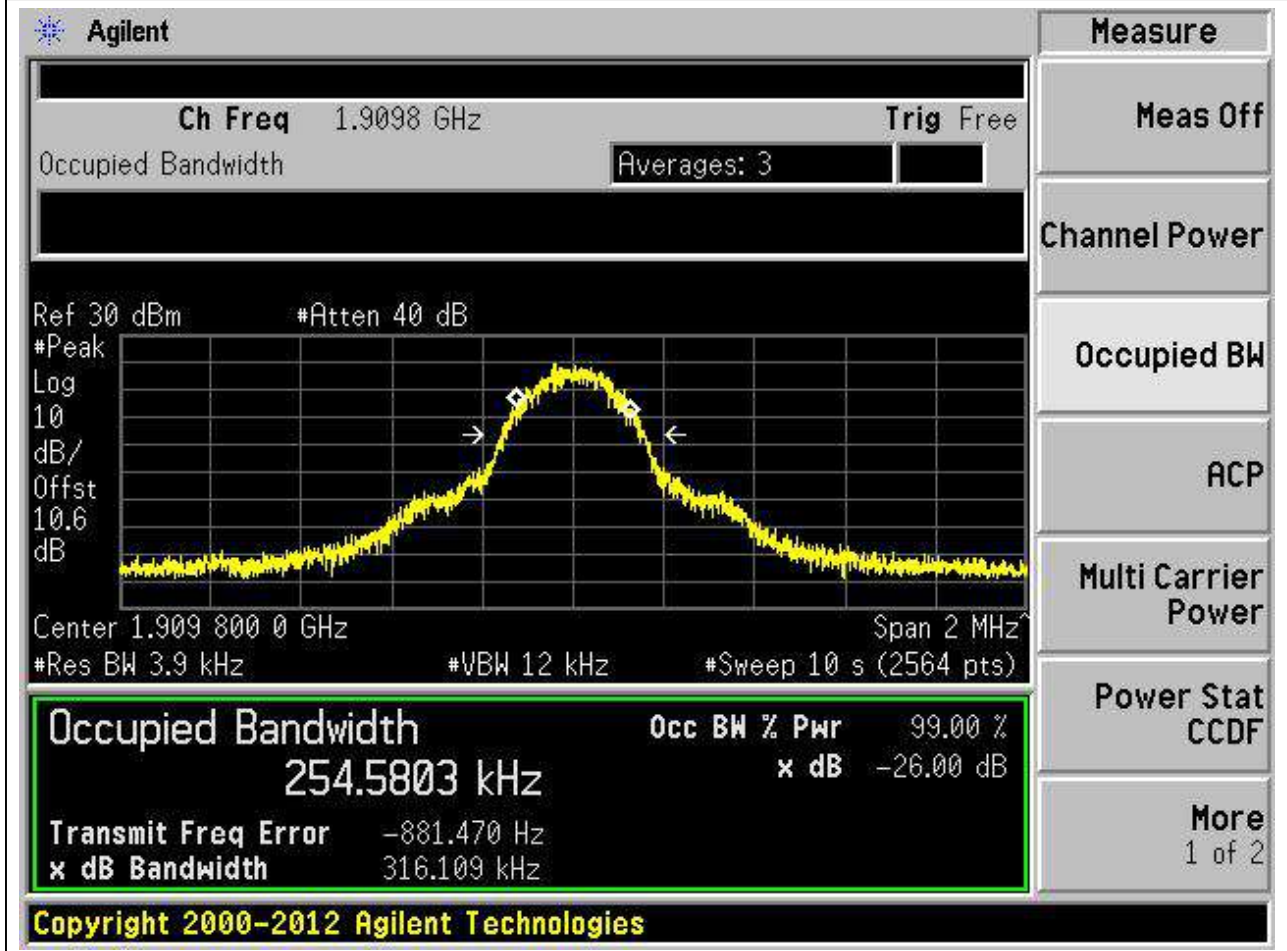 Agilent
Measure
Ch Freq 1.9098 GHz Trig Free
Occupied Bandwidth Averages: 3
Meas Off
Channel Power
Occupied BW
ACP
Multi Carrier
Power
Power Stat
CCDF
More
1 of 2
Ref 30 dBm #Atten 40 dB
#Peak
Log
10
dB/
Offst
10.6
dB
Center 1.909 800 0 GHz Span 2 MHz^
#Res BW 3.9 kHz #VBW 12 kHz #Sweep 10 s (2564 pts)
Occupied Bandwidth Occ BW % Pwr 99.00 %
254.5803 kHz x dB -26.00 dB
Transmit Freq Error -881.470 Hz
x dB Bandwidth 316.109 kHz
Copyright 2000-2012 Agilent Technologies